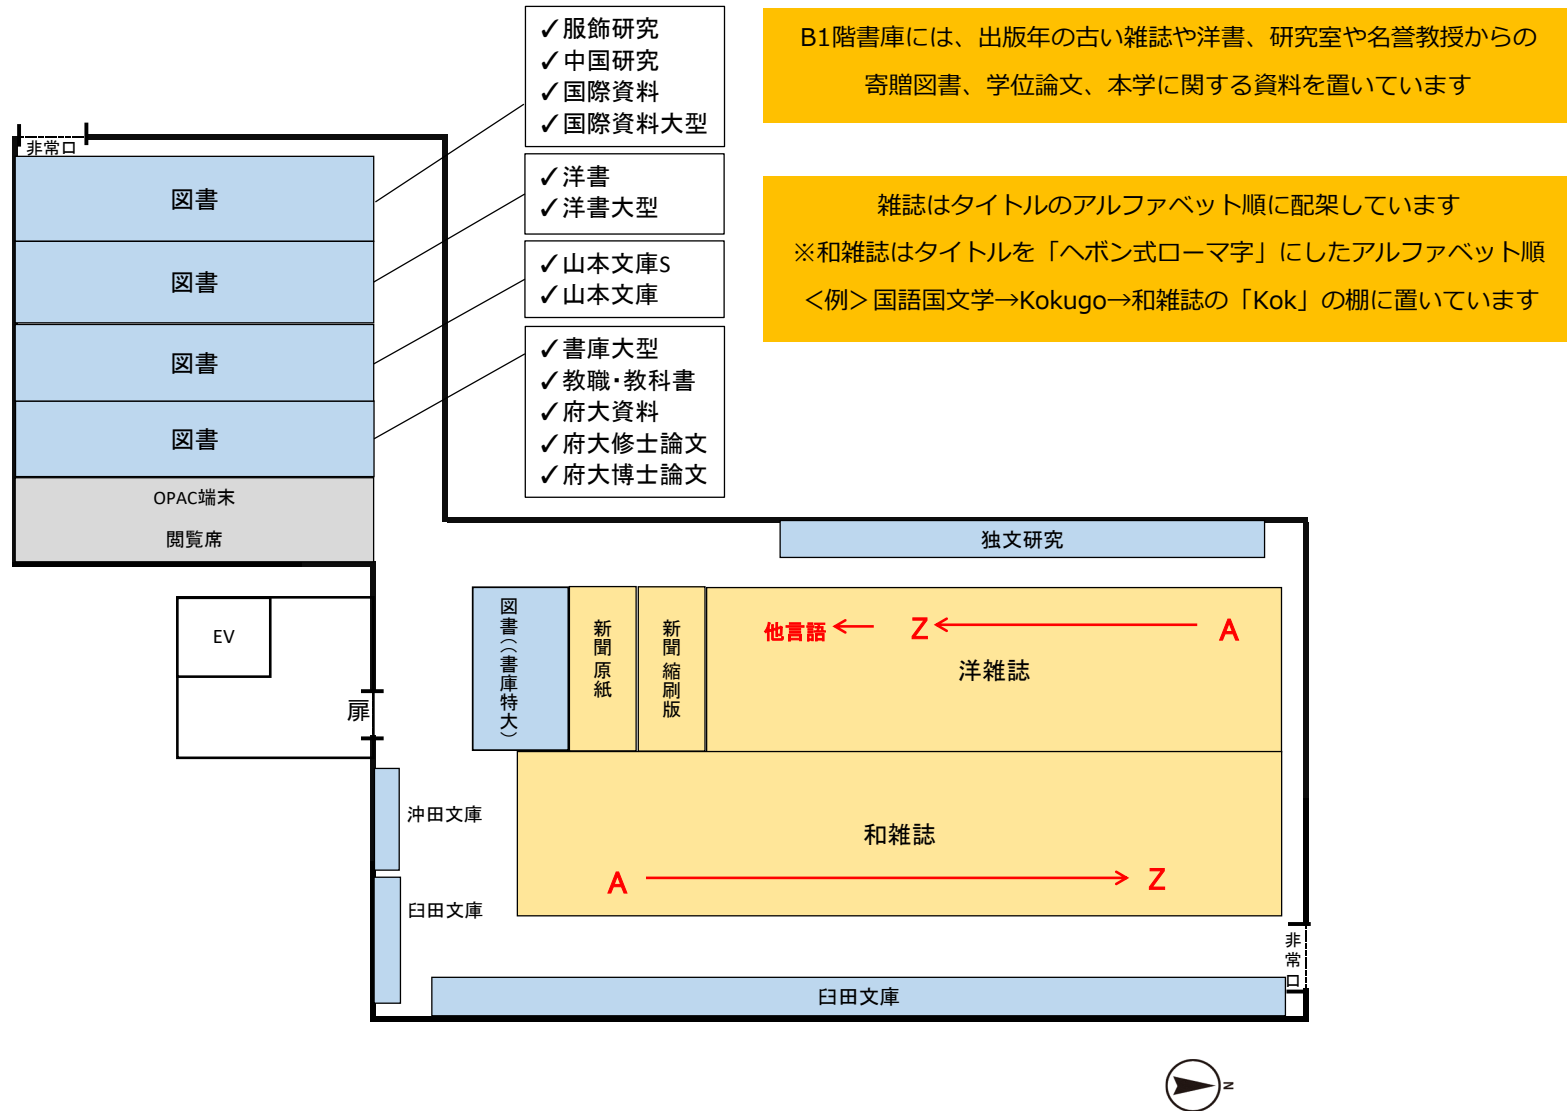 ✓服飾研究
✓中国研究
✓国際資料
✓国際資料大型
✓洋書
✓洋書大型
✓山本文庫S
✓山本文庫
✓書庫大型
✓教職・教科書
✓府大資料
✓府大修士論文
✓府大博士論文
B1階書庫には、出版年の古い雑誌や洋書、研究室や名誉教授からの
寄贈図書、学位論文、本学に関する資料を置いています
雑誌はタイトルのアルファベット順に配架しています
※和雑誌はタイトルを「ヘボン式ローマ字」にしたアルファベット順
＜例＞国語国文学→Kokugo→和雑誌の「Kok」の棚に置いています
非常口
図書
図書
図書
図書
OPAC端末
閲覧席
EV
扉
独文研究
図書（（書庫特大）
新聞 原紙
新聞 縮刷版
他言語 ← Z ← A
洋雑誌
和雑誌
A → Z
沖田文庫
臼田文庫
非常口
臼田文庫
N